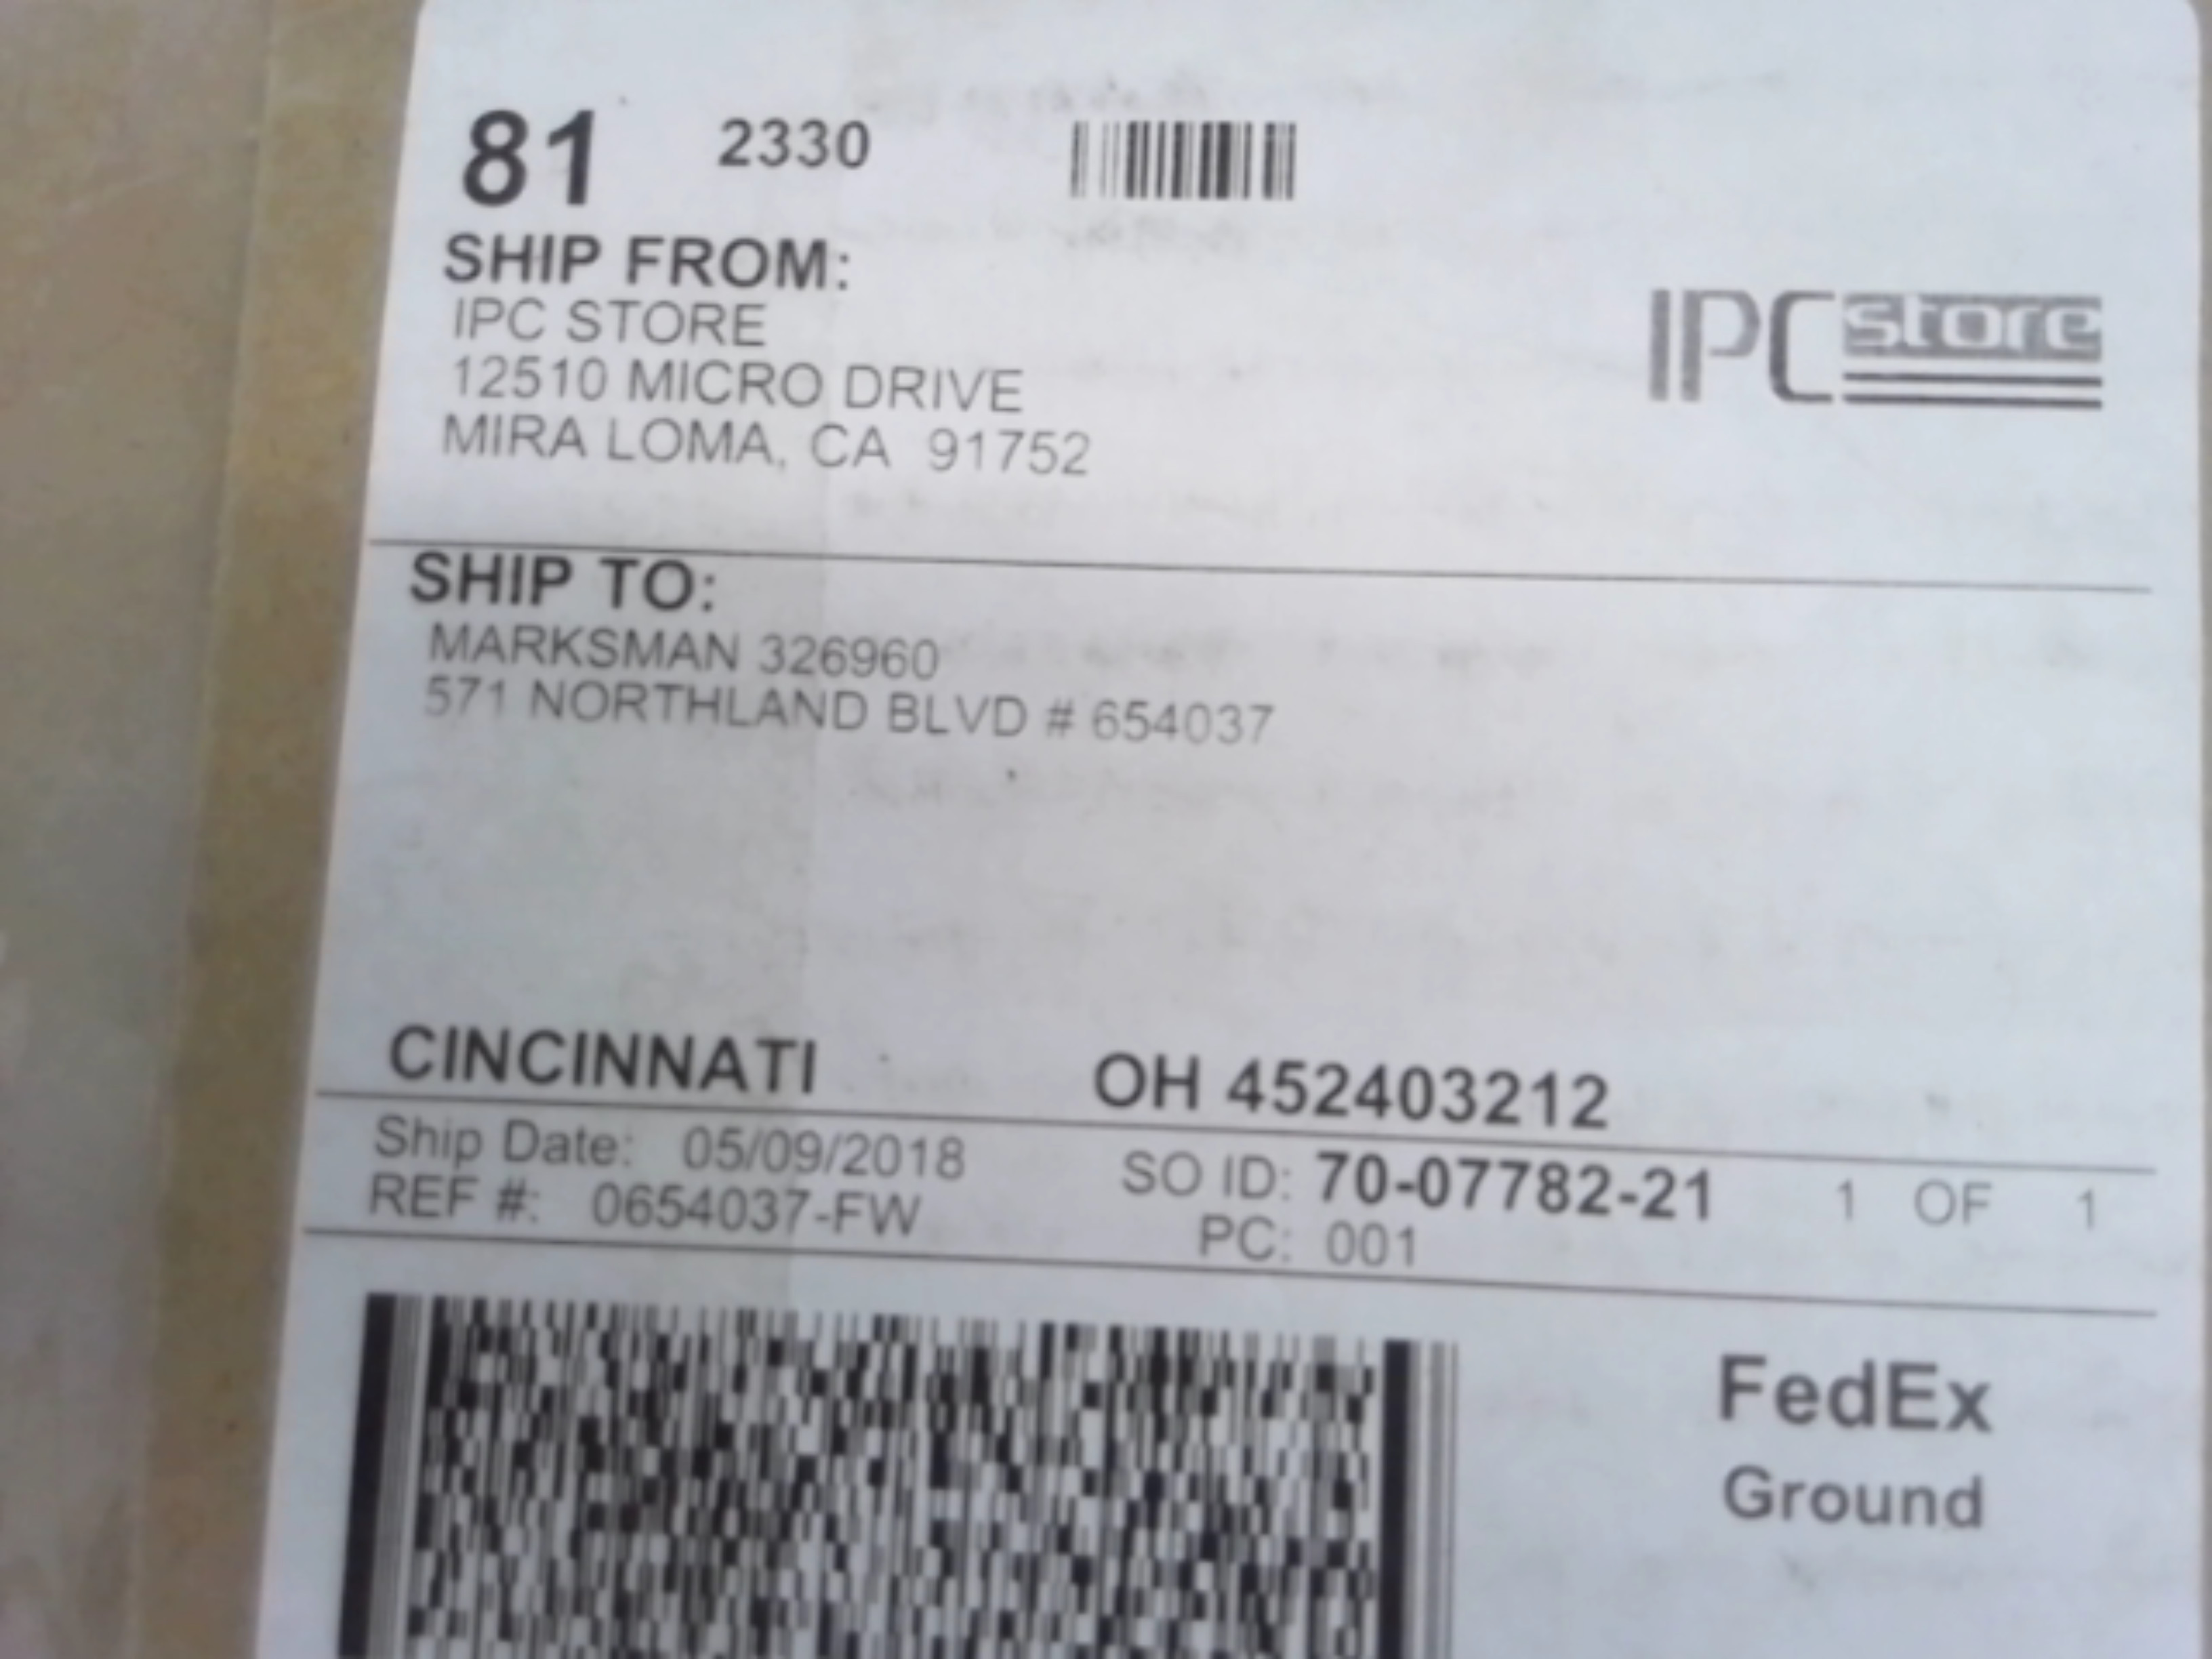 81 2330
SHIP FROM:
IPC STORE
12510 MICRO DRIVE
MIRA LOMA, CA 91752
IPC store
SHIP TO:
MARKSMAN 326960
571 NORTHLAND BLVD # 654037
CINCINNATI OH 452403212
Ship Date: 05/09/2018 SO ID: 70-07782-21 1 OF 1
REF #: 0654037-FW PC: 001
FedEx
Ground